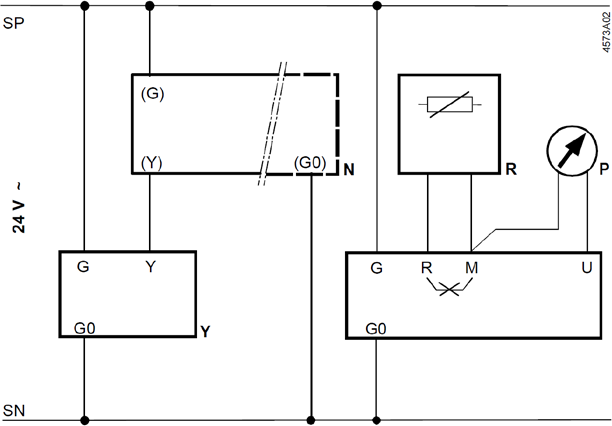 SP
4573A02
(G)
(Y) (G0) N
R
P
24 V ~
G Y
G0 Y
G R M U
G0
SN